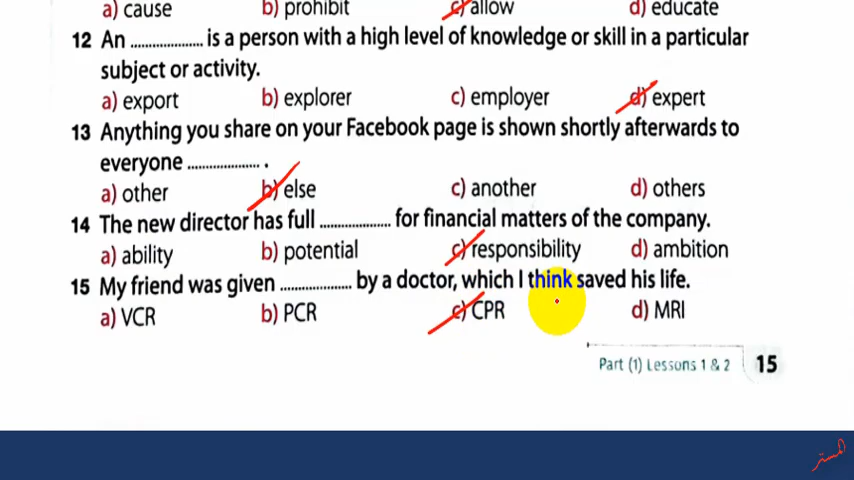 a) cause b) prohibit c) allow d) educate
12 An .................... is a person with a high level of knowledge or skill in a particular
subject or activity.
a) export b) explorer c) employer d) expert
13 Anything you share on your Facebook page is shown shortly afterwards to
everyone .................... .
a) other b) else c) another d) others
14 The new director has full .................... for financial matters of the company.
a) ability b) potential c) responsibility d) ambition
15 My friend was given .................... by a doctor, which I think saved his life.
a) VCR b) PCR c) CPR d) MRI
Part (1) Lessons 1 & 2 15